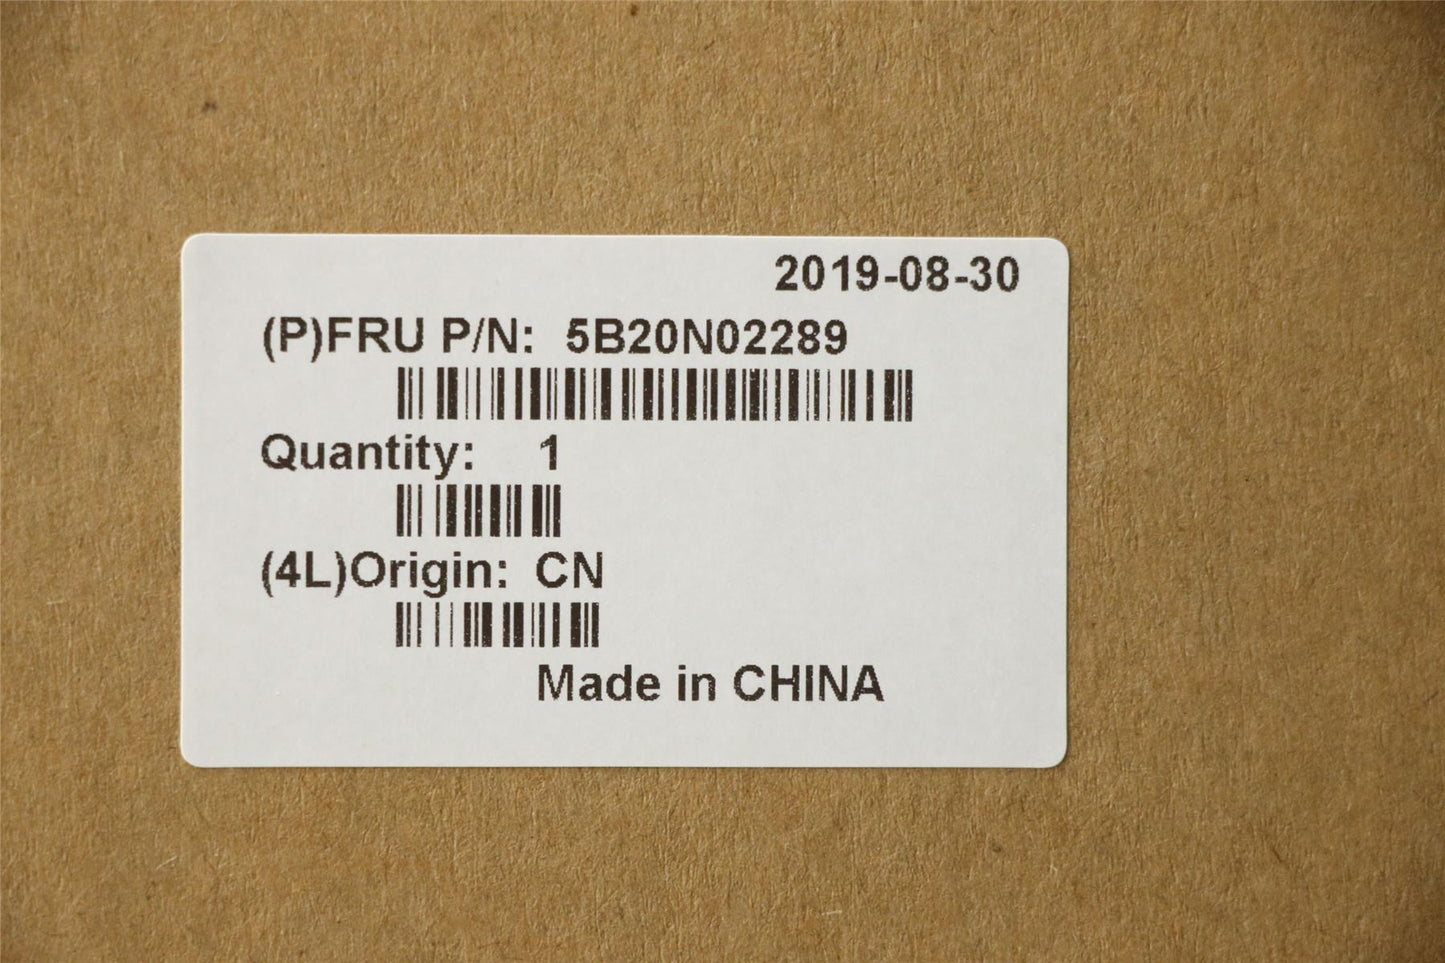 2019-08-30
(P)FRU P/N: 5B20N02289
Quantity: 1
(4L)Origin: CN
Made in CHINA